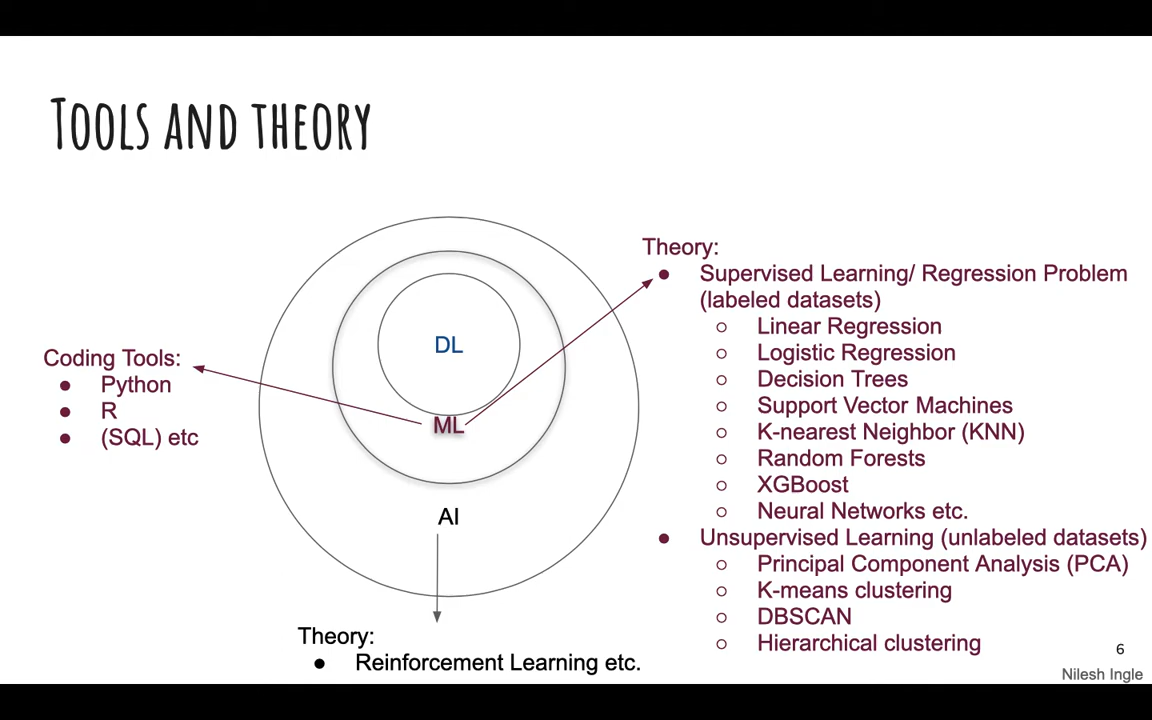 Tools and theory
Coding Tools:
● Python
● R
● (SQL) etc
DL
ML
AI
Theory:
● Reinforcement Learning etc.
Theory:
● Supervised Learning/ Regression Problem
(labeled datasets)
○ Linear Regression
○ Logistic Regression
○ Decision Trees
○ Support Vector Machines
○ K-nearest Neighbor (KNN)
○ Random Forests
○ XGBoost
○ Neural Networks etc.
● Unsupervised Learning (unlabeled datasets)
○ Principal Component Analysis (PCA)
○ K-means clustering
○ DBSCAN
○ Hierarchical clustering
6
Nilesh Ingle